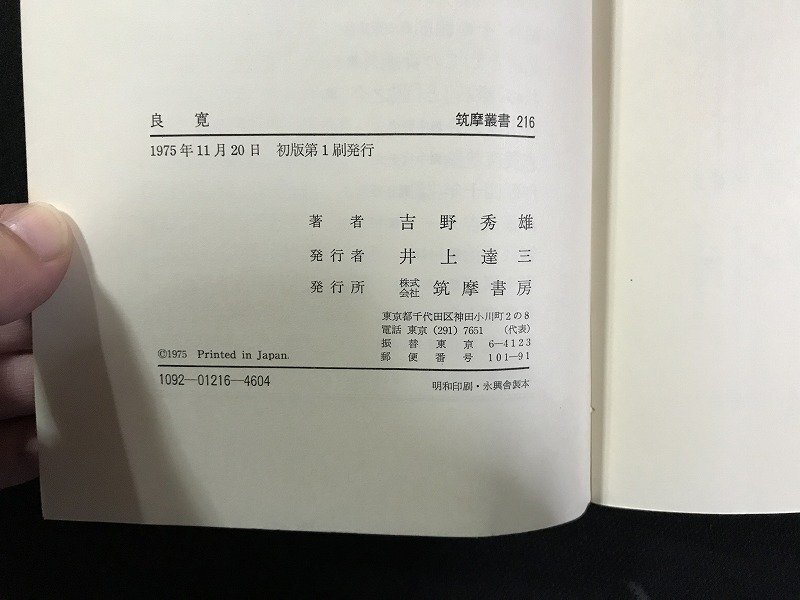 良　寛　筑摩叢書 216
1975年11月20日　初版第1刷発行
著　者　吉野秀雄
発行者　井上達三
発行所　株式会社 筑摩書房
東京都千代田区神田小川町2の8
電話 東京 (291) 7651 (代表)
振替東京 6—4123
郵便番号 101—91
©1975 Printed in Japan.
1092—01216—4604
明和印刷・永興舎製本